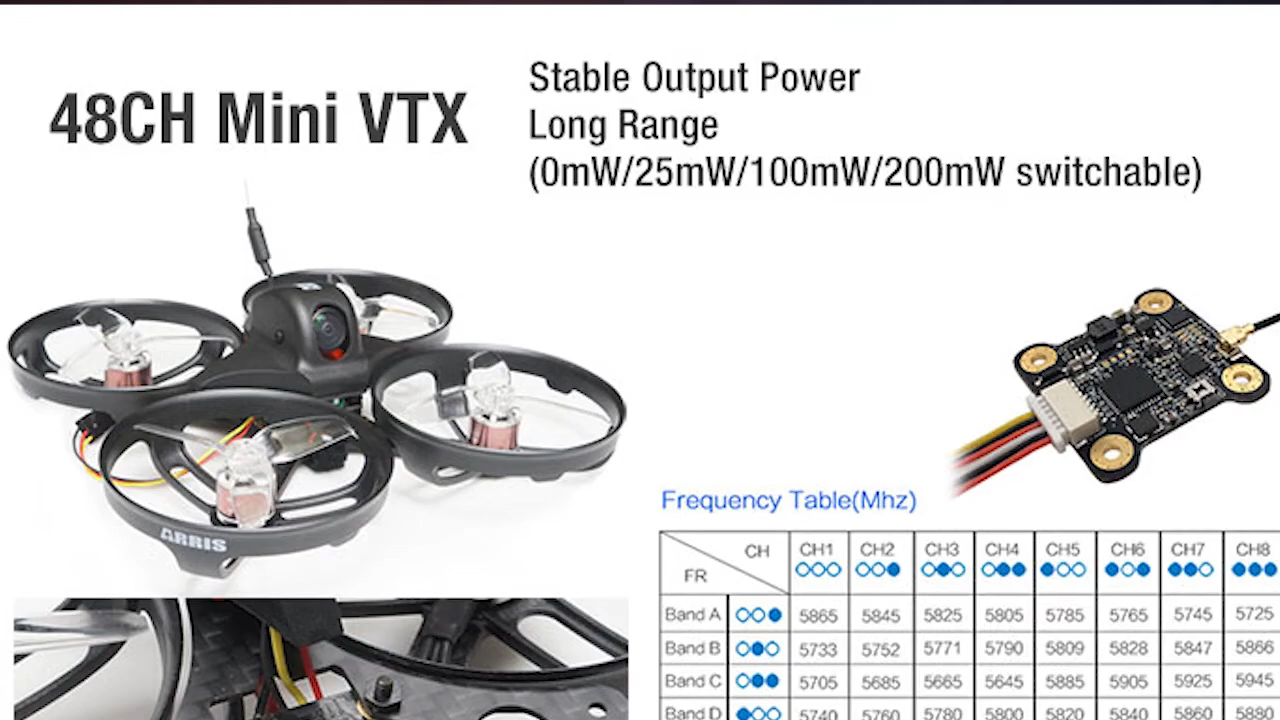 48CH Mini VTX
Stable Output Power
Long Range
(0mW/25mW/100mW/200mW switchable)
ARRIS
Frequency Table(Mhz)
CH CH1 CH2 CH3 CH4 CH5 CH6 CH7 CH8
FR
Band A 5865 5845 5825 5805 5785 5765 5745 5725
Band B 5733 5752 5771 5790 5809 5828 5847 5866
Band C 5705 5685 5665 5645 5885 5905 5925 5945
Band D 5740 5760 5780 5800 5820 5840 5860 5880